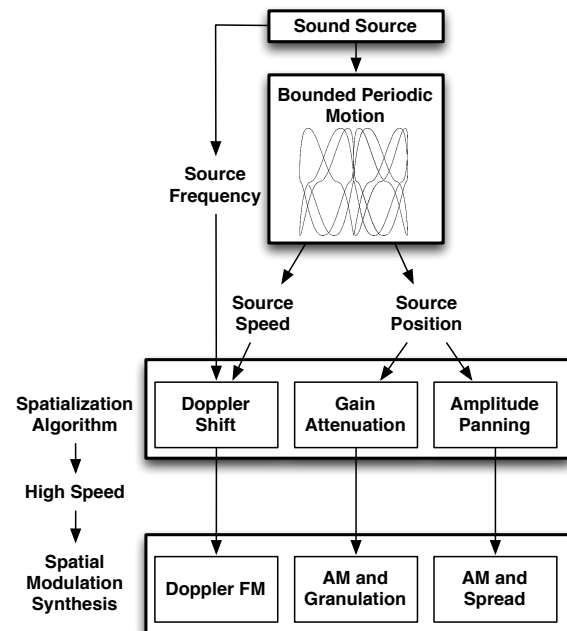 Sound Source
Bounded Periodic
Motion
Source
Frequency
Source
Speed
Source
Position
Spatialization
Algorithm
Doppler
Shift
Gain
Attenuation
Amplitude
Panning
High Speed
Spatial
Modulation
Synthesis
Doppler FM
AM and
Granulation
AM and
Spread